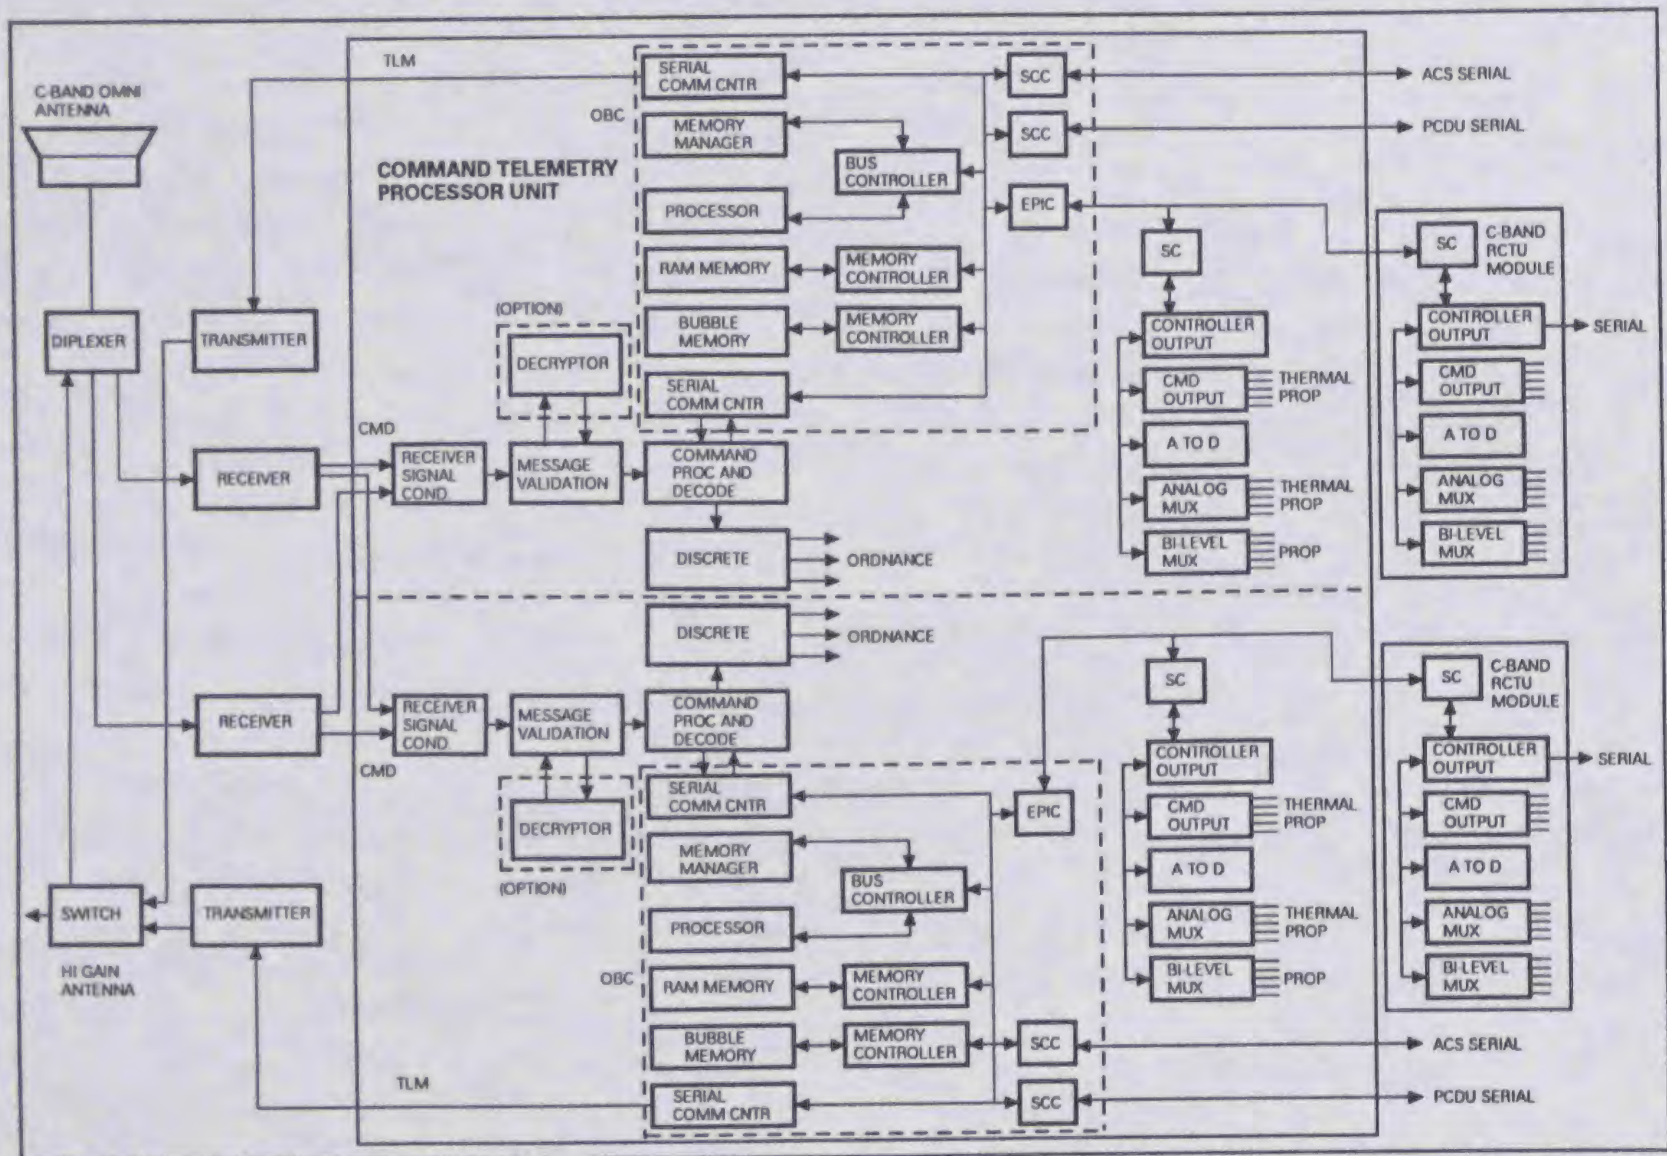 TLM
C-BAND OMNI
ANTENNA
OBC
COMMAND TELEMETRY
PROCESSOR UNIT
SERIAL
COMM CNTR
MEMORY
MANAGER
PROCESSOR
RAM MEMORY
BUBBLE
MEMORY
SERIAL
COMM CNTR
BUS
CONTROLLER
MEMORY
CONTROLLER
MEMORY
CONTROLLER
SCC
SCC
EPIC
ACS SERIAL
PCDU SERIAL
SC
CONTROLLER
OUTPUT
CMD
OUTPUT
THERMAL
PROP
A TO D
ANALOG
MUX
THERMAL
PROP
BI-LEVEL
MUX
PROP
SC
C-BAND
RCTU
MODULE
CONTROLLER
OUTPUT
SERIAL
CMD
OUTPUT
A TO D
ANALOG
MUX
BI-LEVEL
MUX
DIPLEXER
TRANSMITTER
(OPTION)
DECRYPTOR
RECEIVER
CMD
RECEIVER
SIGNAL
COND.
MESSAGE
VALIDATION
COMMAND
PROC AND
DECODE
DISCRETE
ORDNANCE
DISCRETE
ORDNANCE
RECEIVER
RECEIVER
SIGNAL
COND.
CMD
MESSAGE
VALIDATION
COMMAND
PROC AND
DECODE
DECRYPTOR
(OPTION)
SERIAL
COMM CNTR
MEMORY
MANAGER
PROCESSOR
OBC
RAM MEMORY
BUBBLE
MEMORY
SERIAL
COMM CNTR
BUS
CONTROLLER
MEMORY
CONTROLLER
MEMORY
CONTROLLER
EPIC
SCC
SCC
SC
CONTROLLER
OUTPUT
CMD
OUTPUT
THERMAL
PROP
A TO D
ANALOG
MUX
THERMAL
PROP
BI-LEVEL
MUX
PROP
SC
C-BAND
RCTU
MODULE
CONTROLLER
OUTPUT
SERIAL
CMD
OUTPUT
A TO D
ANALOG
MUX
BI-LEVEL
MUX
ACS SERIAL
PCDU SERIAL
SWITCH
TRANSMITTER
HI GAIN
ANTENNA
TLM